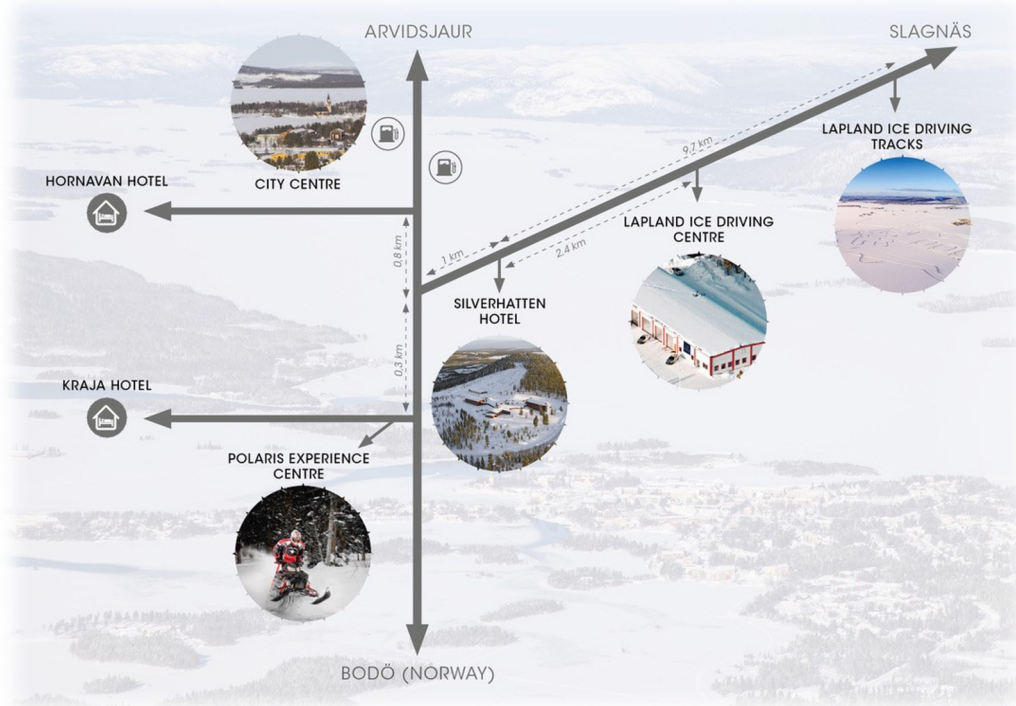 ARVIDSJAUR
SLAGNÄS
LAPLAND ICE DRIVING
TRACKS
9,7 km
HORNAVAN HOTEL
CITY CENTRE
LAPLAND ICE DRIVING
CENTRE
0,8 km
1 km
2,4 km
SILVERHATTEN
HOTEL
0,3 km
KRAJA HOTEL
POLARIS EXPERIENCE
CENTRE
BODÖ (NORWAY)